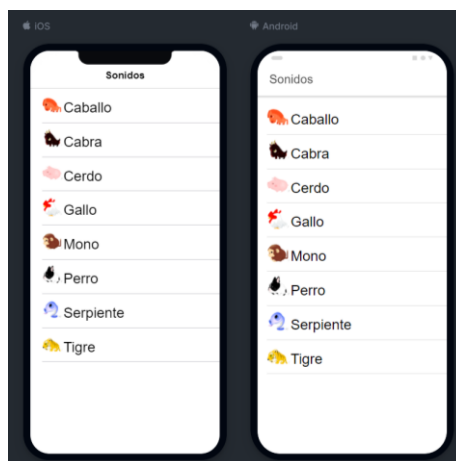 iOS
Sonidos
Caballo
Cabra
Cerdo
Gallo
Mono
Perro
Serpiente
Tigre
Android
Sonidos
Caballo
Cabra
Cerdo
Gallo
Mono
Perro
Serpiente
Tigre